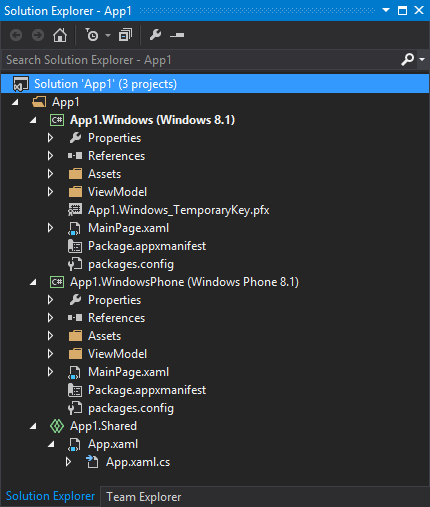 Solution Explorer - App1
Search Solution Explorer - App1
Solution 'App1' (3 projects)
App1
C# App1.Windows (Windows 8.1)
Properties
References
Assets
ViewModel
App1.Windows_TemporaryKey.pfx
MainPage.xaml
Package.appxmanifest
packages.config
C# App1.WindowsPhone (Windows Phone 8.1)
Properties
References
Assets
ViewModel
MainPage.xaml
Package.appxmanifest
packages.config
App1.Shared
App.xaml
App.xaml.cs
Solution Explorer Team Explorer